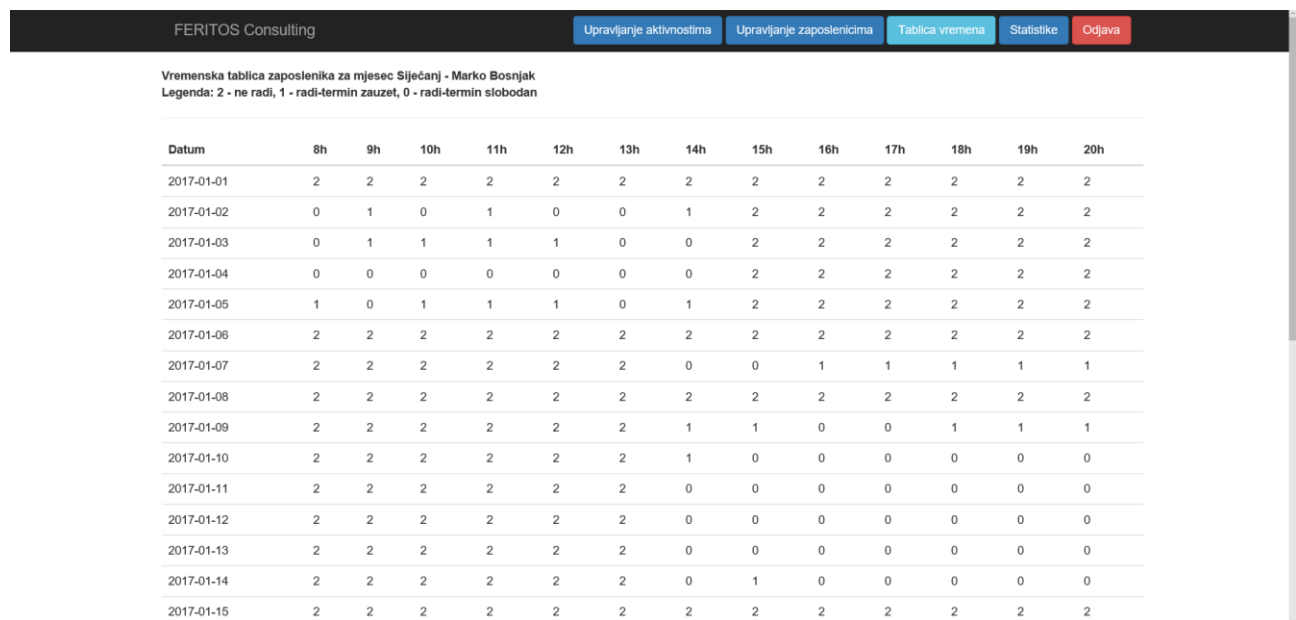 FERITOS Consulting Upravljanje aktivnostima Upravljanje zaposlenicima Tablica vremena Statistike Odjava
Vremenska tablica zaposlenika za mjesec Siječanj - Marko Bosnjak
Legenda: 2 - ne radi, 1 - radi-termin zauzet, 0 - radi-termin slobodan
Datum 8h 9h 10h 11h 12h 13h 14h 15h 16h 17h 18h 19h 20h
2017-01-01 2 2 2 2 2 2 2 2 2 2 2 2 2
2017-01-02 0 1 0 1 0 0 1 2 2 2 2 2 2
2017-01-03 0 1 1 1 1 0 0 2 2 2 2 2 2
2017-01-04 0 0 0 0 0 0 0 2 2 2 2 2 2
2017-01-05 1 0 1 1 1 0 1 2 2 2 2 2 2
2017-01-06 2 2 2 2 2 2 2 2 2 2 2 2 2
2017-01-07 2 2 2 2 2 2 0 0 1 1 1 1 1
2017-01-08 2 2 2 2 2 2 2 2 2 2 2 2 2
2017-01-09 2 2 2 2 2 2 1 1 0 0 1 1 1
2017-01-10 2 2 2 2 2 2 1 0 0 0 0 0 0
2017-01-11 2 2 2 2 2 2 0 0 0 0 0 0 0
2017-01-12 2 2 2 2 2 2 0 0 0 0 0 0 0
2017-01-13 2 2 2 2 2 2 0 0 0 0 0 0 0
2017-01-14 2 2 2 2 2 2 0 1 0 0 0 0 0
2017-01-15 2 2 2 2 2 2 2 2 2 2 2 2 2